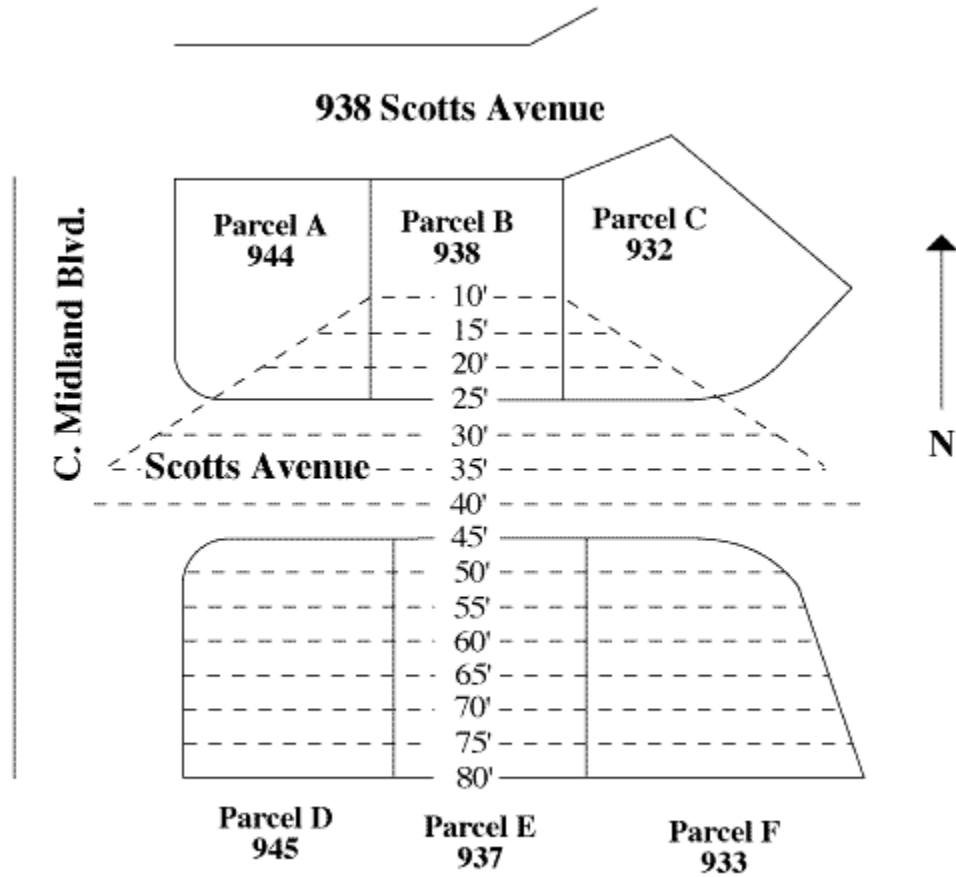 938 Scotts Avenue
C. Midland Blvd.
Parcel A
944
Parcel B
938
Parcel C
932
10'
15'
20'
25'
30'
Scotts Avenue
35'
40'
45'
50'
55'
60'
65'
70'
75'
80'
N
Parcel D
945
Parcel E
937
Parcel F
933